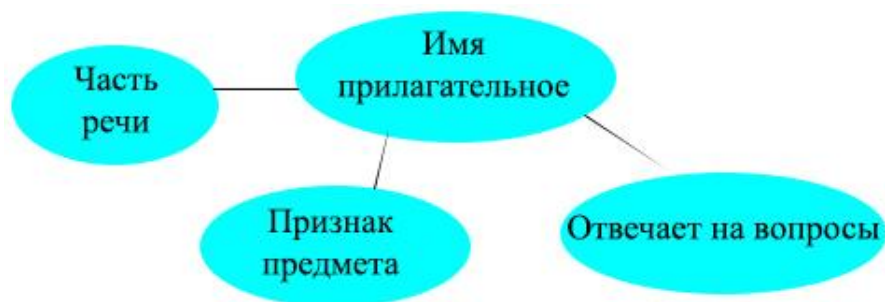 Имя
прилагательное
Часть
речи
Признак
предмета
Отвечает на вопросы